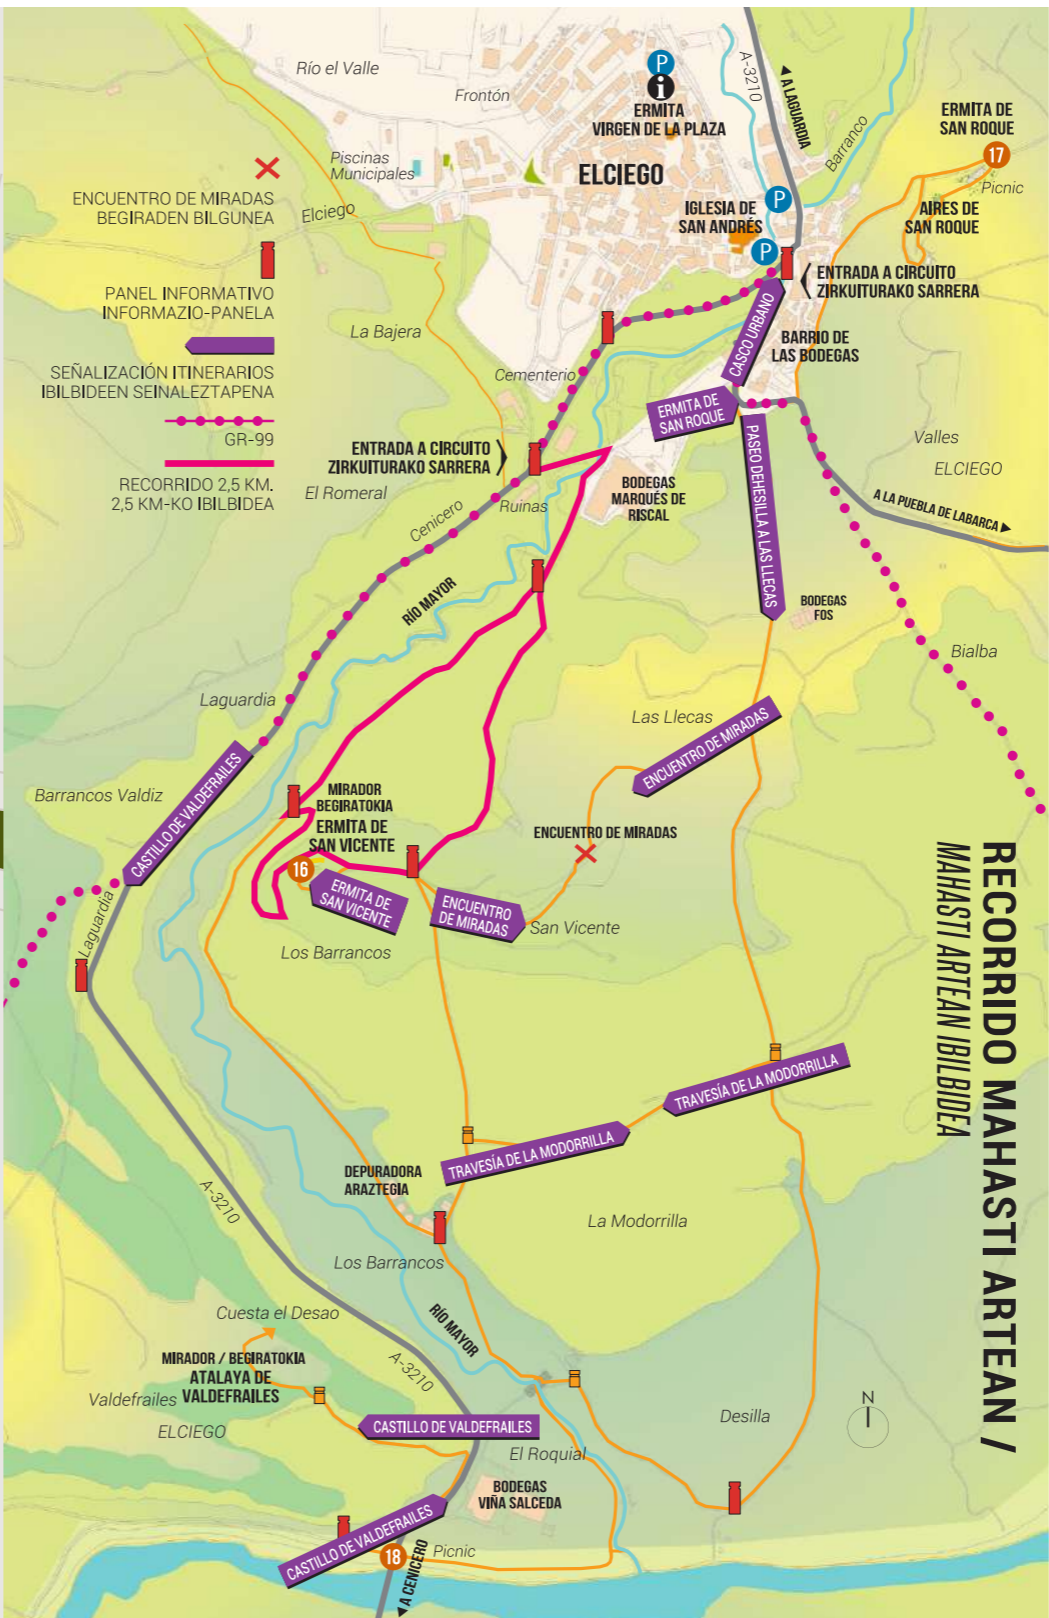 Río el Valle
Frontón
P
i
ERMITA
VIRGEN DE LA PLAZA
A-3210
◀ A LAGUARDIA
Barranco
ERMITA DE
SAN ROQUE
17
Picnic
AIRES DE
SAN ROQUE
Piscinas
Municipales
ELCIEGO
P
IGLESIA DE
SAN ANDRÉS
P
ENCUENTRO DE MIRADAS
BEGIRADEN BILGUNEA
Elciego
PANEL INFORMATIVO
INFORMAZIO-PANELA
SEÑALIZACIÓN ITINERARIOS
IBILBIDEEN SEINALEZTAPENA
GR-99
RECORRIDO 2,5 KM.
2,5 KM-KO IBILBIDEA
ENTRADA A CIRCUITO
ZIRKUITURAKO SARRERA
CASCO URBANO
BARRIO DE
LAS BODEGAS
La Bajera
Cementerio
ERMITA DE
SAN ROQUE
ENTRADA A CIRCUITO
ZIRKUITURAKO SARRERA
El Romeral
Ruinas
Cenicero
BODEGAS
MARQUÉS DE
RISCAL
PASEO DEHESILLA A LAS LLECAS
Valles
ELCIEGO
A LA PUEBLA DE LABARCA ▶
RÍO MAYOR
BODEGAS
FOS
Bialba
Laguardia
Las Llecas
ENCUENTRO DE MIRADAS
Barrancos Valdiz
CASTILLO DE VALDEFRAILES
MIRADOR
BEGIRATOKIA
ERMITA DE
SAN VICENTE
16
ENCUENTRO DE MIRADAS
ERMITA DE
SAN VICENTE
ENCUENTRO
DE MIRADAS
San Vicente
Laguardia
Los Barrancos
RECORRIDO MAHASTI ARTEAN /
MAHASTI ARTEAN IBILBIDEA
TRAVESÍA DE LA MODORRILLA
TRAVESÍA DE LA MODORRILLA
DEPURADORA
ARAZTEGIA
A-3210
La Modorrilla
Los Barrancos
Cuesta el Desao
RÍO MAYOR
MIRADOR / BEGIRATOKIA
ATALAYA DE
VALDEFRAILES
A-3210
Valdefrailes
ELCIEGO
CASTILLO DE VALDEFRAILES
Desilla
N
El Roquial
BODEGAS
VIÑA SALCEDA
CASTILLO DE VALDEFRAILES
18
Picnic
◀ A CENICERO